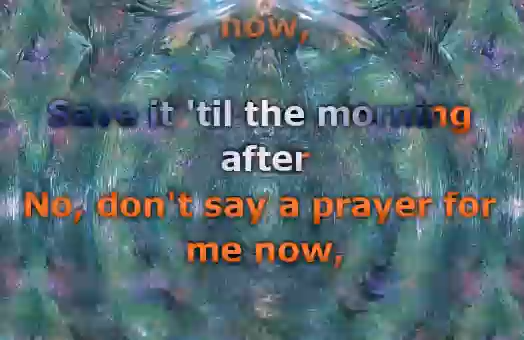 now,
Save it 'til the morning
after
No, don't say a prayer for
me now,